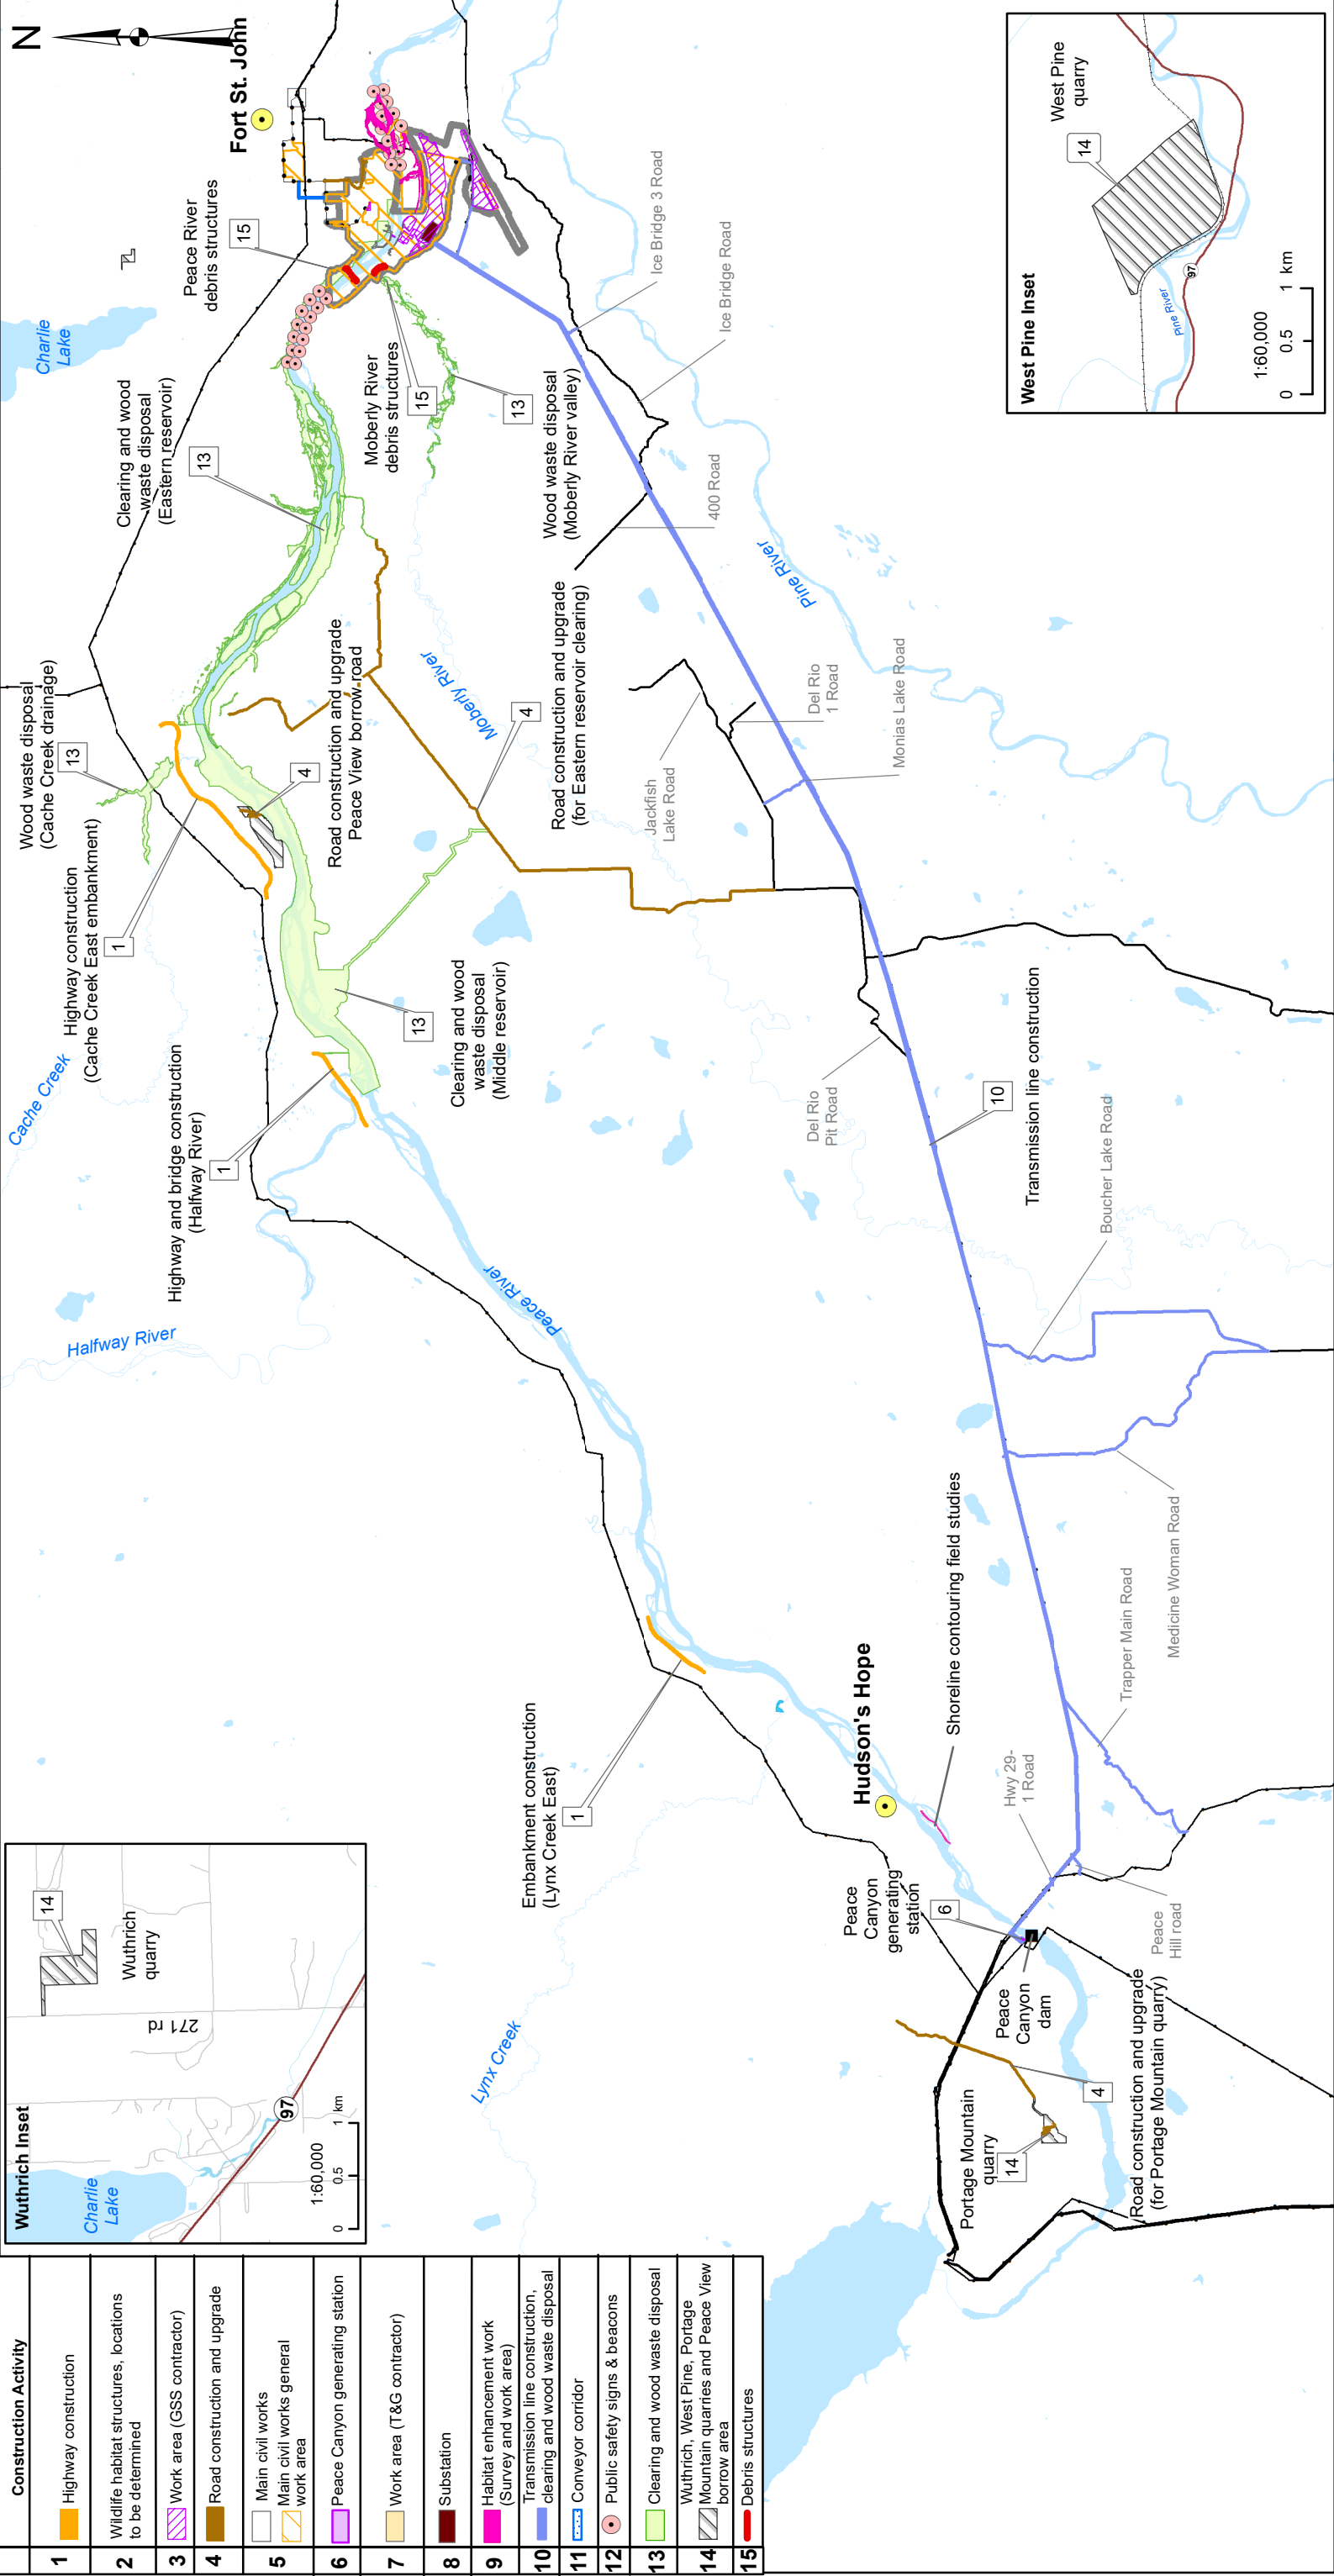 Construction Activity
1 Highway construction
2 Wildlife habitat structures, locations
to be determined
3 Work area (GSS contractor)
4 Road construction and upgrade
5 Main civil works
Main civil works general
work area
6 Peace Canyon generating station
7 Work area (T&G contractor)
8 Substation
9 Habitat enhancement work
(Survey and work area)
10 Transmission line construction,
clearing and wood waste disposal
11 Conveyor corridor
12 Public safety signs & beacons
13 Clearing and wood waste disposal
14 Wuthrich, West Pine, Portage
Mountain quarries and Peace View
borrow area
15 Debris structures
Wuthrich Inset
Charlie
Lake
97
271 rd
14
Wuthrich
quarry
1:60,000
0 0.5 1 km
N
Fort St. John
Charlie
Lake
Peace River
debris structures
15
Clearing and wood
waste disposal
(Eastern reservoir)
13
Moberly River
debris structures
15
13
Wood waste disposal
(Moberly River valley)
Ice Bridge 3 Road
Ice Bridge Road
400 Road
Pine River
Wood waste disposal
(Cache Creek drainage)
13
Highway construction
(Cache Creek East embankment)
1
Cache Creek
Road construction and upgrade
Peace View borrow road
4
Moberly River
4
Road construction and upgrade
(for Eastern reservoir clearing)
Jackfish
Lake Road
Del Rio
1 Road
Monias Lake Road
Clearing and wood
waste disposal
(Middle reservoir)
13
Highway and bridge construction
(Halfway River)
1
Halfway River
Peace River
Del Rio
Pit Road
10
Transmission line construction
Boucher Lake Road
Medicine Woman Road
Trapper Main Road
Embankment construction
(Lynx Creek East)
1
Lynx Creek
Hudson's Hope
Shoreline contouring field studies
Hwy 29-
1 Road
Peace
Canyon
generating
station
6
Peace
Hill road
Peace
Canyon
dam
Portage Mountain
quarry
14
4
Road construction and upgrade
(for Portage Mountain quarry)
West Pine Inset
West Pine
quarry
14
Pine River
97
1:60,000
0 0.5 1 km